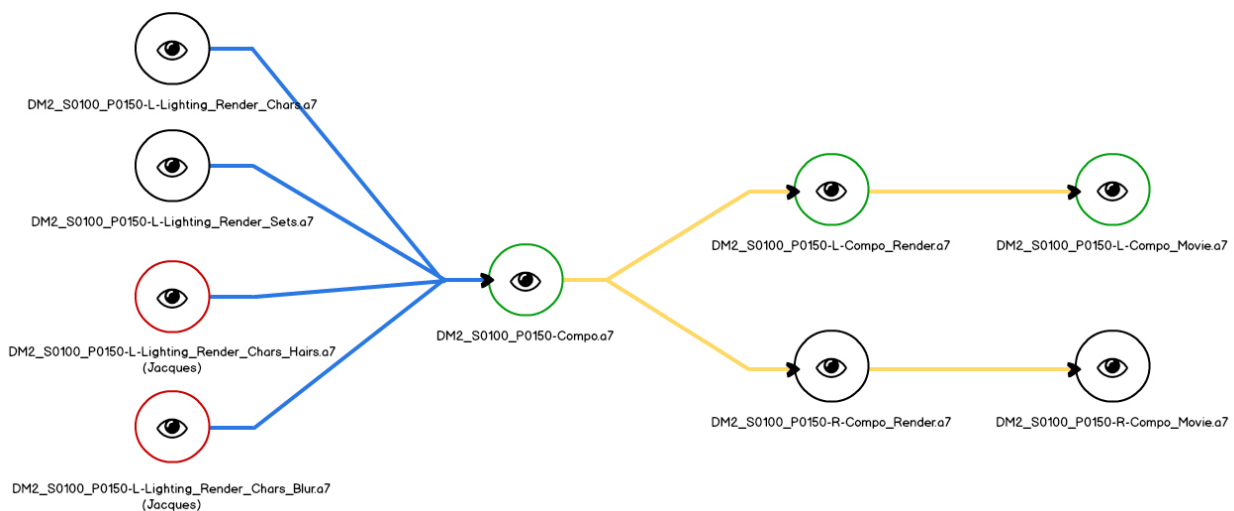 DM2_S0100_P0150-L-Lighting_Render_Chars.a7
DM2_S0100_P0150-L-Lighting_Render_Sets.a7
DM2_S0100_P0150-L-Lighting_Render_Chars_Hairs.a7
(Jacques)
DM2_S0100_P0150-L-Lighting_Render_Chars_Blur.a7
(Jacques)
DM2_S0100_P0150-Compo.a7
DM2_S0100_P0150-L-Compo_Render.a7
DM2_S0100_P0150-L-Compo_Movie.a7
DM2_S0100_P0150-R-Compo_Render.a7
DM2_S0100_P0150-R-Compo_Movie.a7